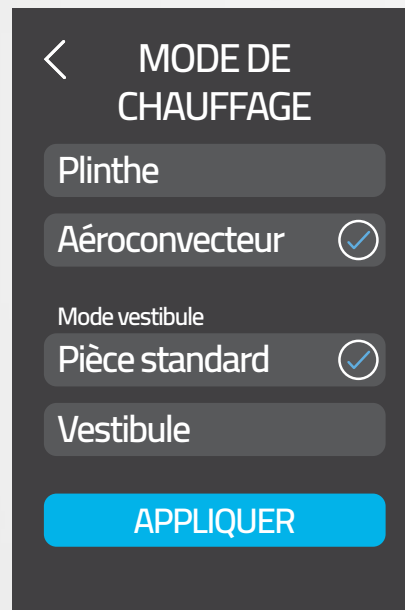 MODE DE
CHAUFFAGE
Plinthe
Aéroconvecteur
Mode vestibule
Pièce standard
Vestibule
APPLIQUER